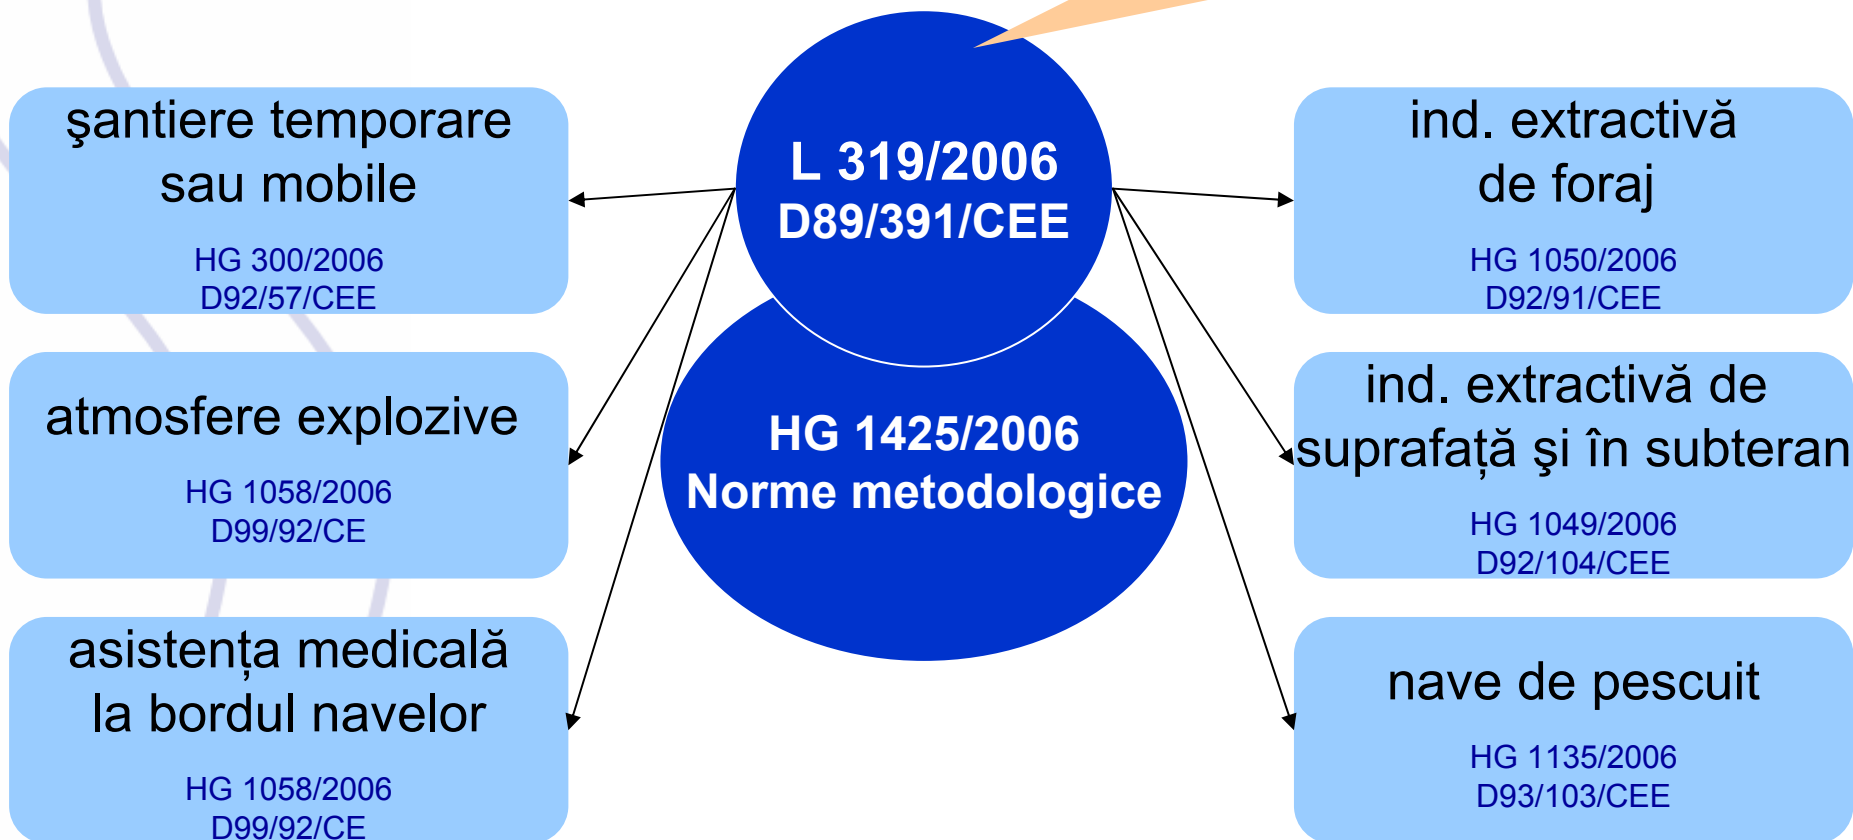 şantiere temporare
sau mobile
HG 300/2006
D92/57/CEE
atmosfere explozive
HG 1058/2006
D99/92/CE
asistenţa medicală
la bordul navelor
HG 1058/2006
D99/92/CE
L 319/2006
D89/391/CEE
HG 1425/2006
Norme metodologice
ind. extractivă
de foraj
HG 1050/2006
D92/91/CEE
ind. extractivă de
suprafaţă şi în subteran
HG 1049/2006
D92/104/CEE
nave de pescuit
HG 1135/2006
D93/103/CEE